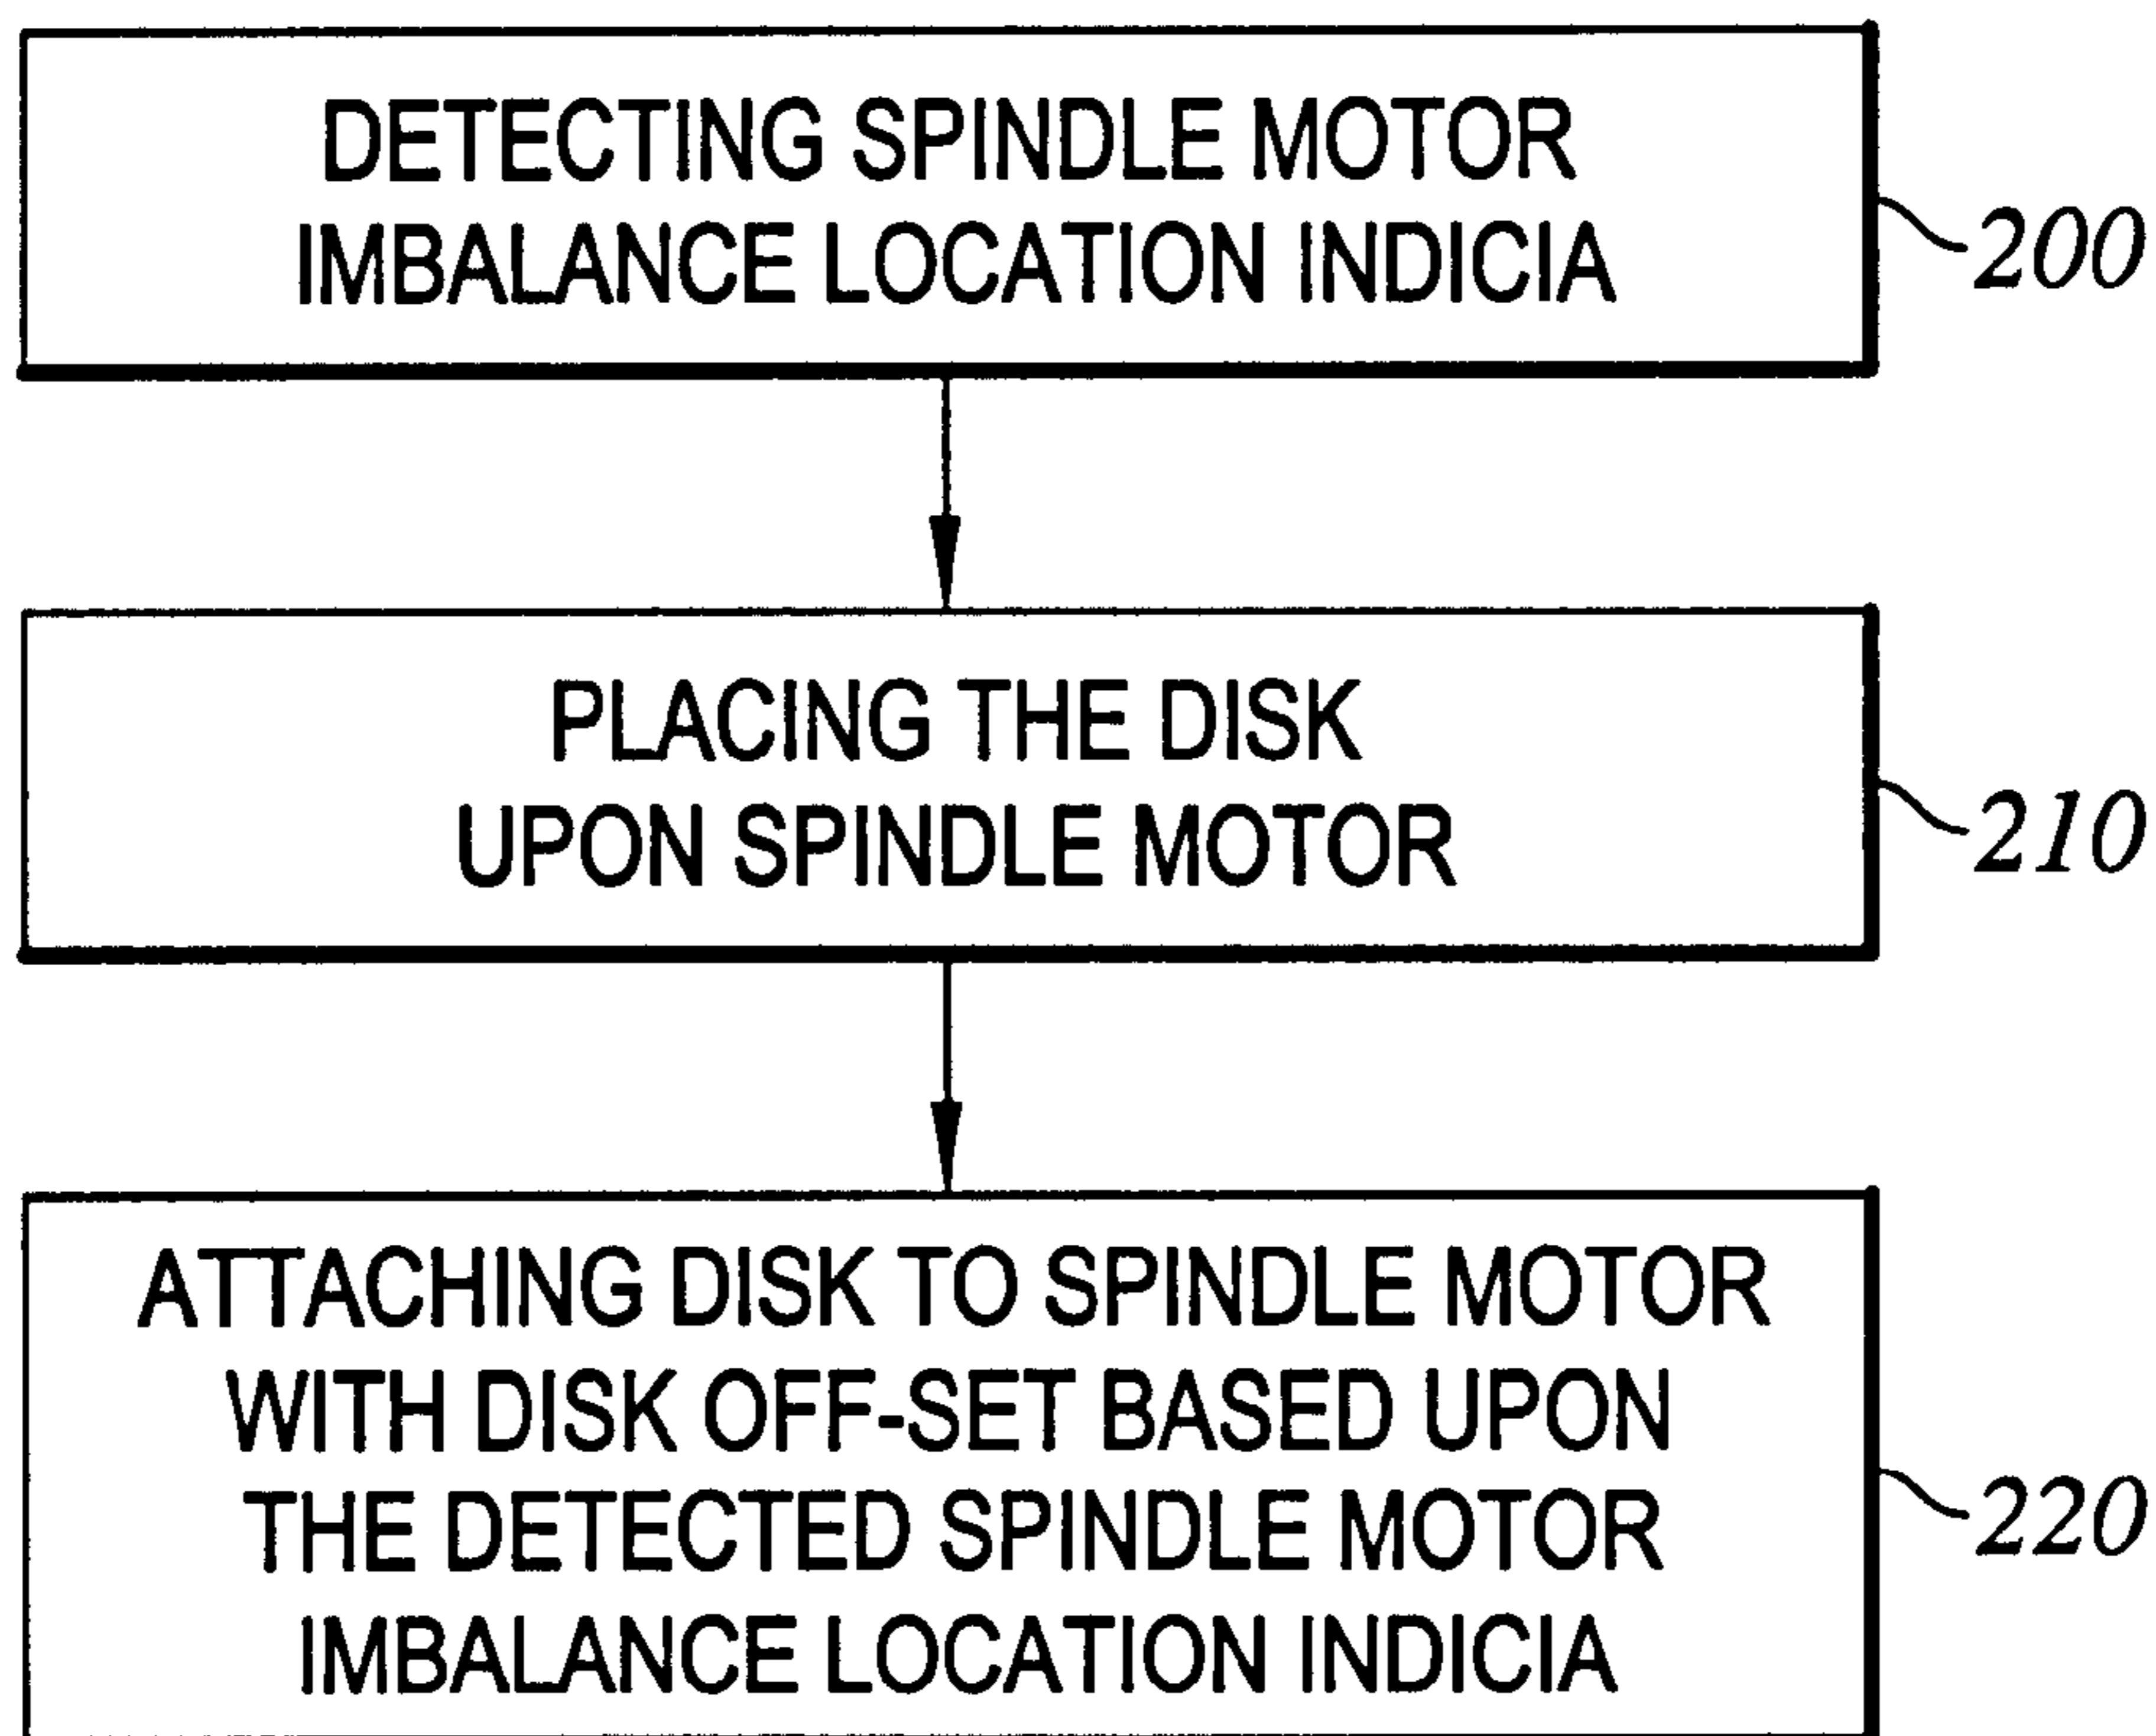 DETECTING SPINDLE MOTOR
IMBALANCE LOCATION INDICIA
200
PLACING THE DISK
UPON SPINDLE MOTOR
210
ATTACHING DISK TO SPINDLE MOTOR
WITH DISK OFF-SET BASED UPON
THE DETECTED SPINDLE MOTOR
IMBALANCE LOCATION INDICIA
220